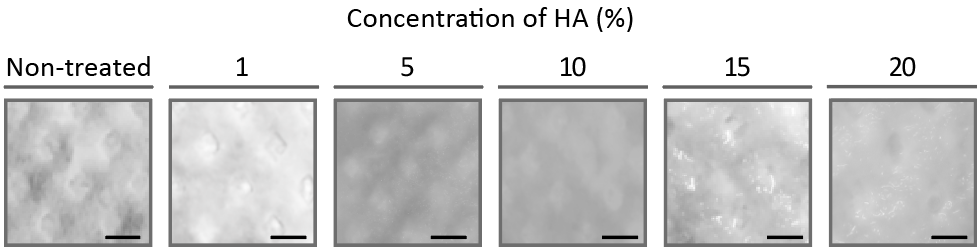 Concentration of HA (%)
Non-treated 1 5 10 15 20